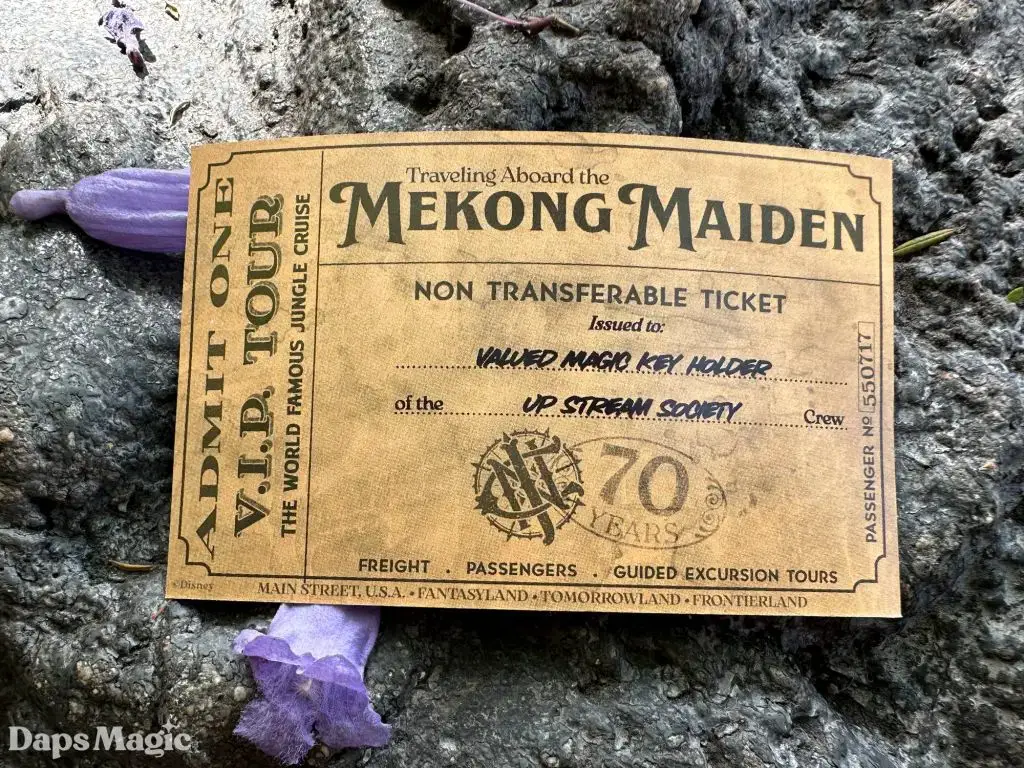 ADMIT ONE
V.I.P. TOUR
THE WORLD FAMOUS JUNGLE CRUISE
Traveling Aboard the
MEKONG MAIDEN
NON TRANSFERABLE TICKET
Issued to:
VALUED MAGIC KEY HOLDER
of the UP STREAM SOCIETY Crew
70
YEARS
PASSENGER Nº 550717
FREIGHT . PASSENGERS . GUIDED EXCURSION TOURS
©Disney
MAIN STREET, U.S.A. • FANTASYLAND • TOMORROWLAND • FRONTIERLAND
Daps Magic